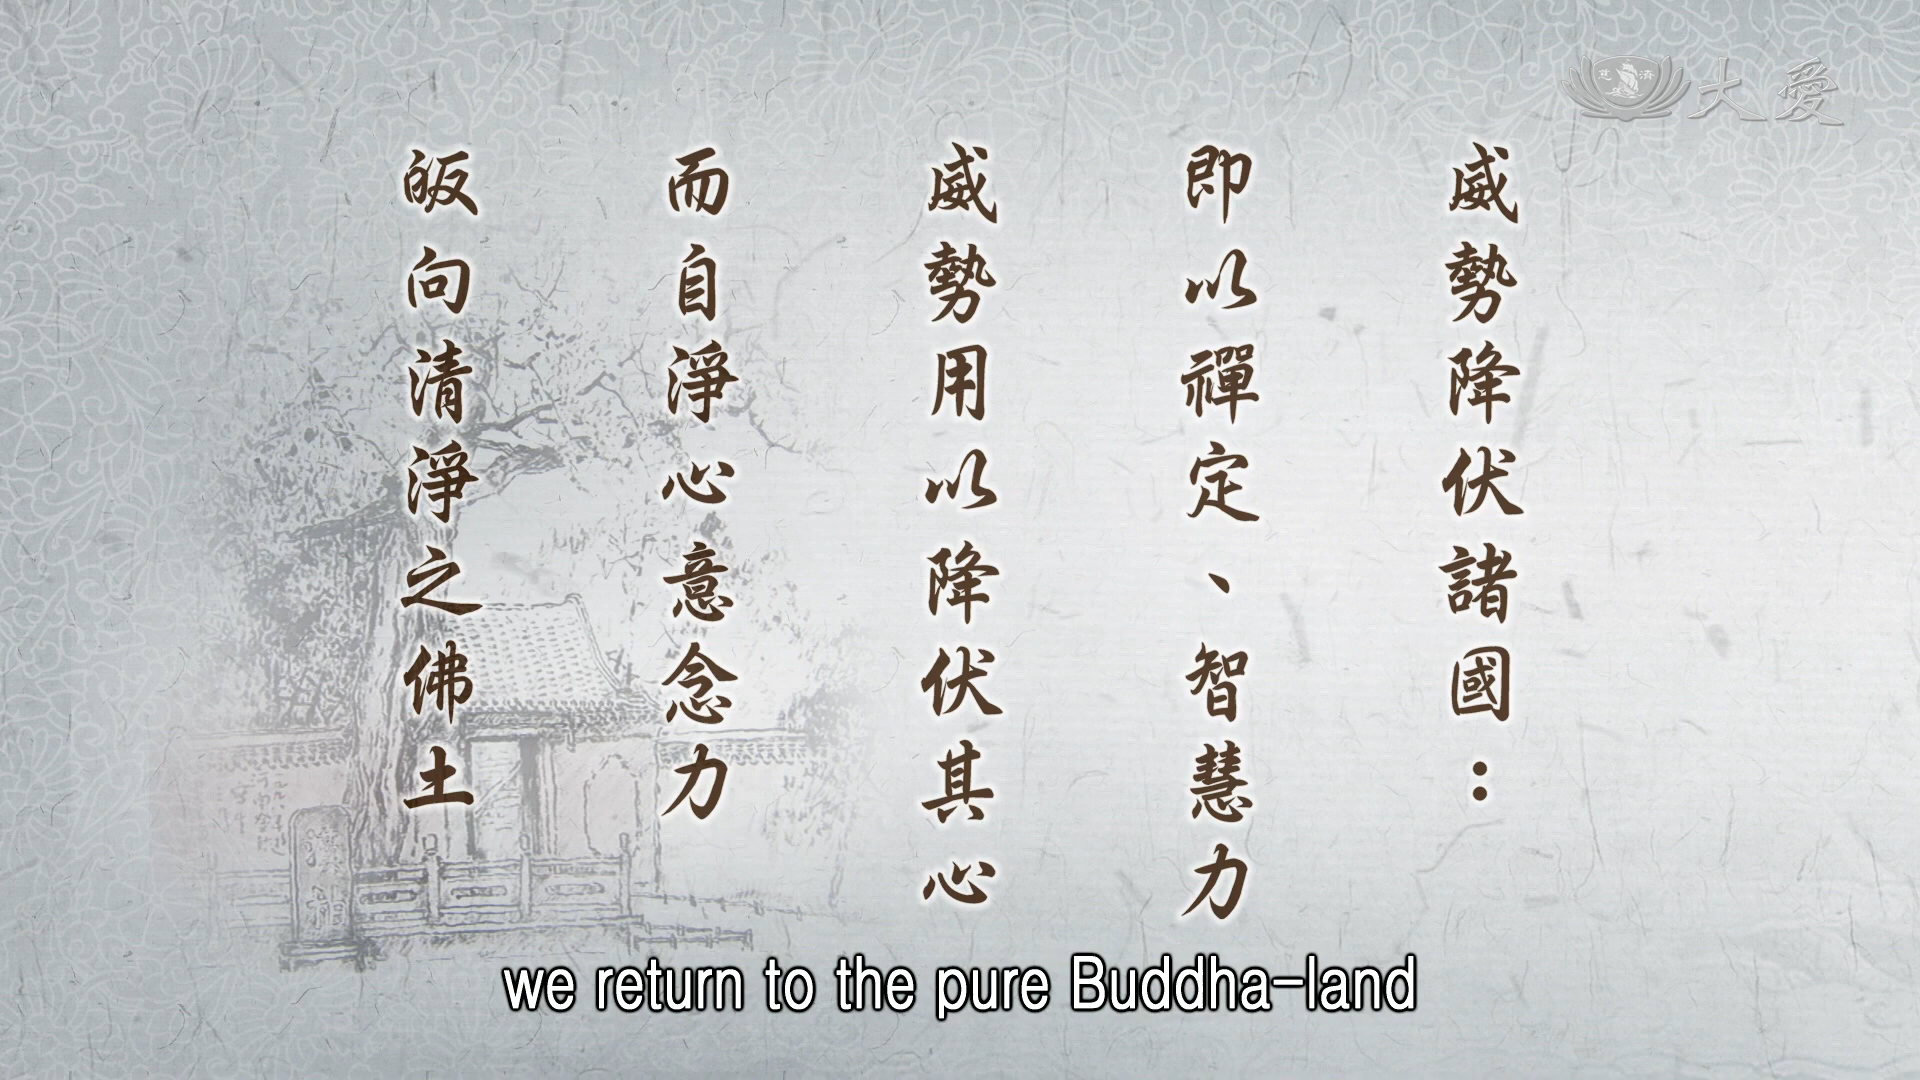 威勢降伏諸國：
即以禪定、智慧力
威勢用以降伏其心
而自淨心意念力
皈向清淨之佛土
we return to the pure Buddha-land
慈濟
大愛